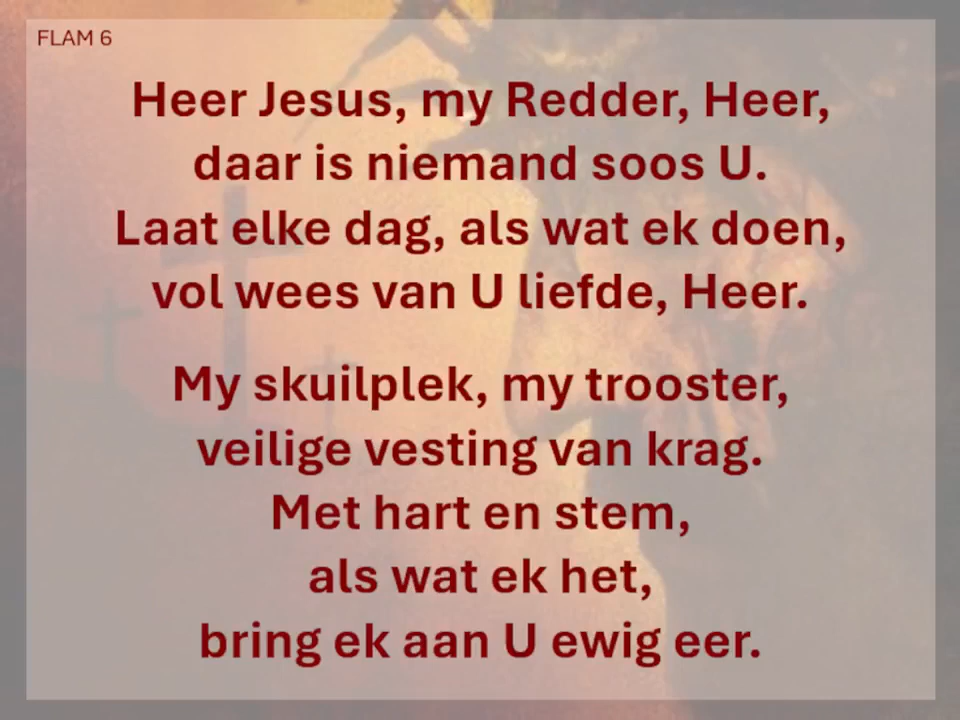 FLAM 6
Heer Jesus, my Redder, Heer,
daar is niemand soos U.
Laat elke dag, als wat ek doen,
vol wees van U liefde, Heer.
My skuilplek, my trooster,
veilige vesting van krag.
Met hart en stem,
als wat ek het,
bring ek aan U ewig eer.